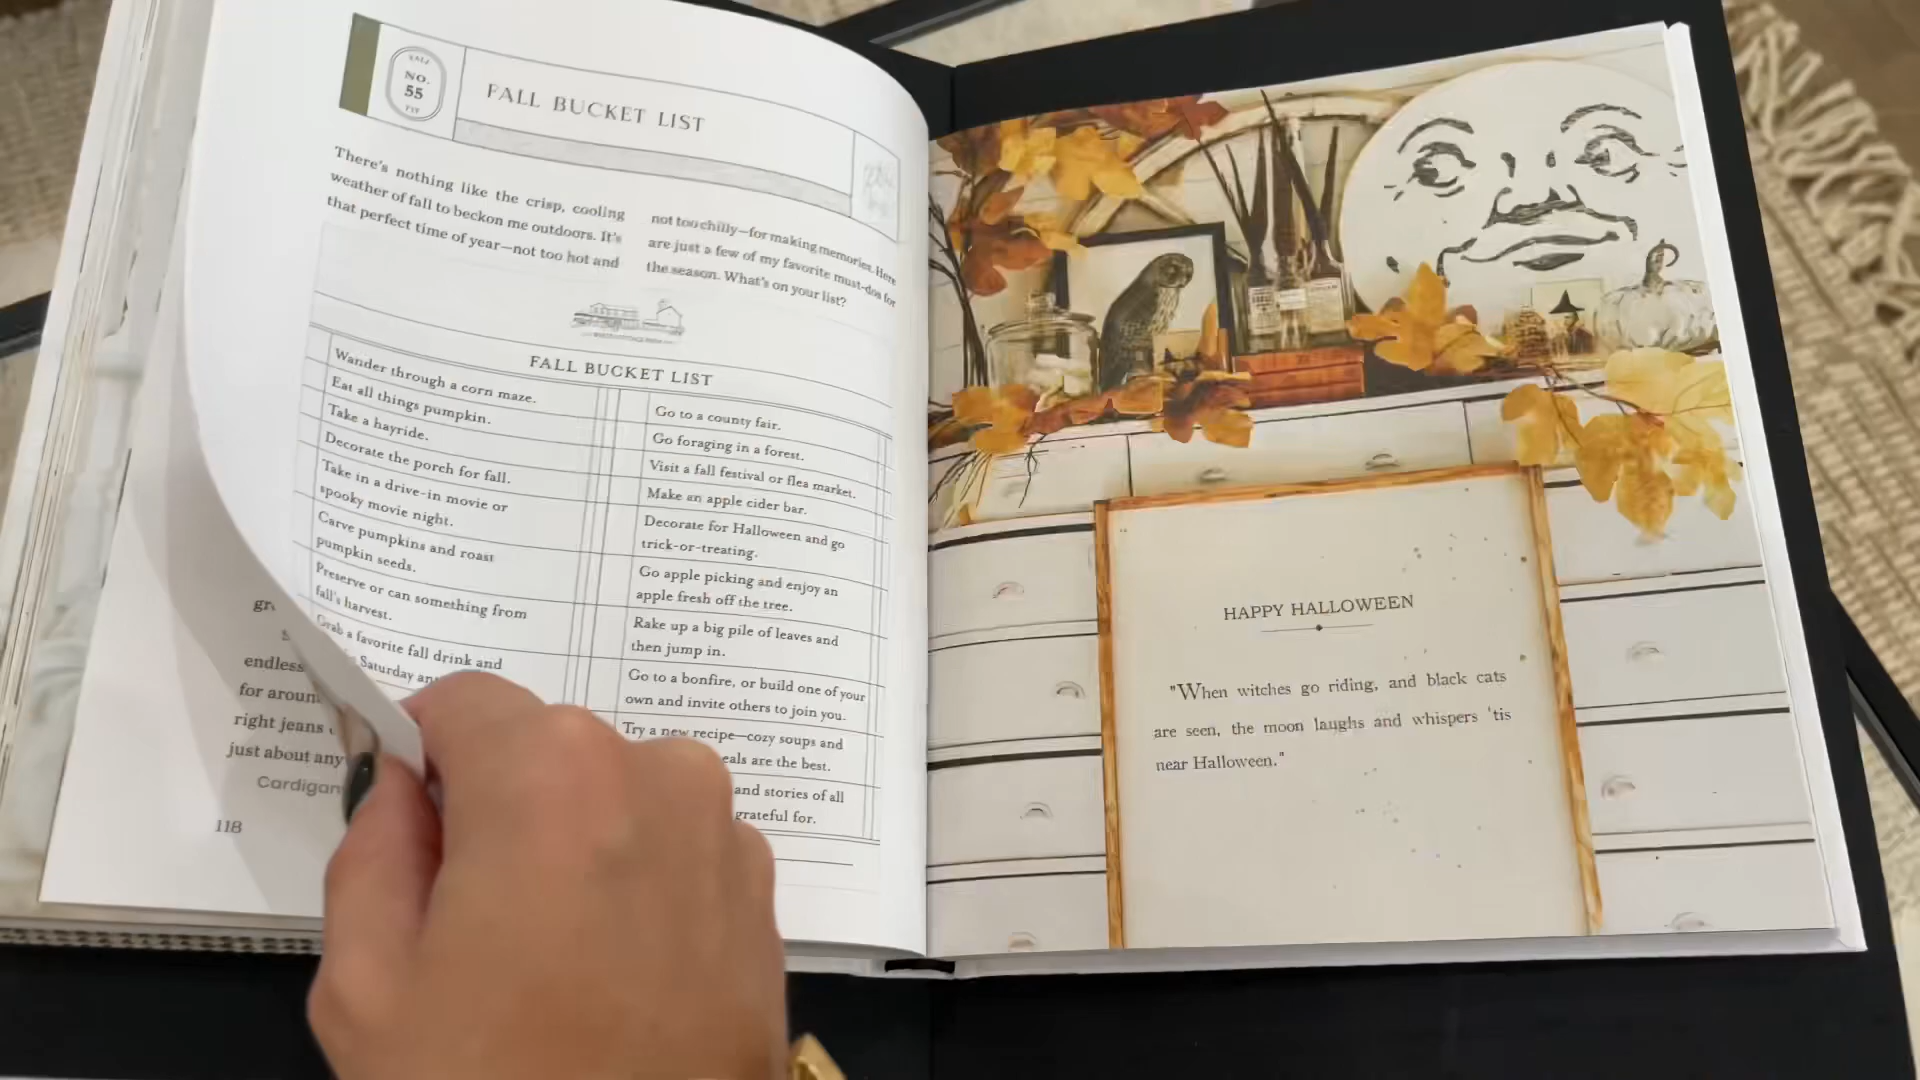 NO.
55
FALL BUCKET LIST
There's nothing like the crisp, cooling
weather of fall to beckon me outdoors. It's
that perfect time of year—not too hot and
not too chilly—for making memories. Here
are just a few of my favorite must-dos for
the season. What's on your list?
FALL BUCKET LIST
Wander through a corn maze.
Eat all things pumpkin.
Take a hayride.
Decorate the porch for fall.
Take in a drive-in movie or
spooky movie night.
Carve pumpkins and roast
pumpkin seeds.
Preserve or can something from
fall's harvest.
Grab a favorite fall drink and
Saturday
Go to a county fair.
Go foraging in a forest.
Visit a fall festival or flea market.
Make an apple cider bar.
Decorate for Halloween and go
trick-or-treating.
Go apple picking and enjoy an
apple fresh off the tree.
Rake up a big pile of leaves and
then jump in.
Go to a bonfire, or build one of your
own and invite others to join you.
Try a new recipe—cozy soups and
are the best.
and stories of all
grateful for.
endless
for
right jeans
just about any
118
HAPPY HALLOWEEN
"When witches go riding, and black cats
are seen, the moon laughs and whispers 'tis
near Halloween."